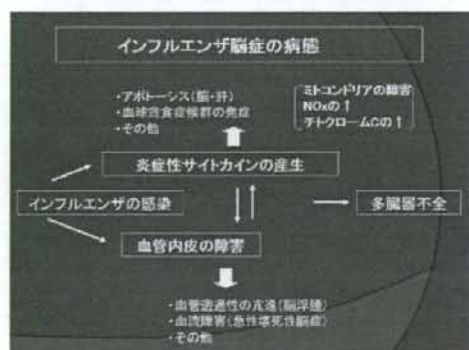 インフルエンザ脳症の病態
・アポトーシス(脳・肝)
・血球貪食症候群の発症
・その他
ミトコンドリアの障害
NOxの↑
チトクロームCの↑
炎症性サイトカインの産生
インフルエンザの感染
多臓器不全
血管内皮の障害
・血管透過性の亢進(脳浮腫)
・血流障害(急性壊死性脳症)
・その他